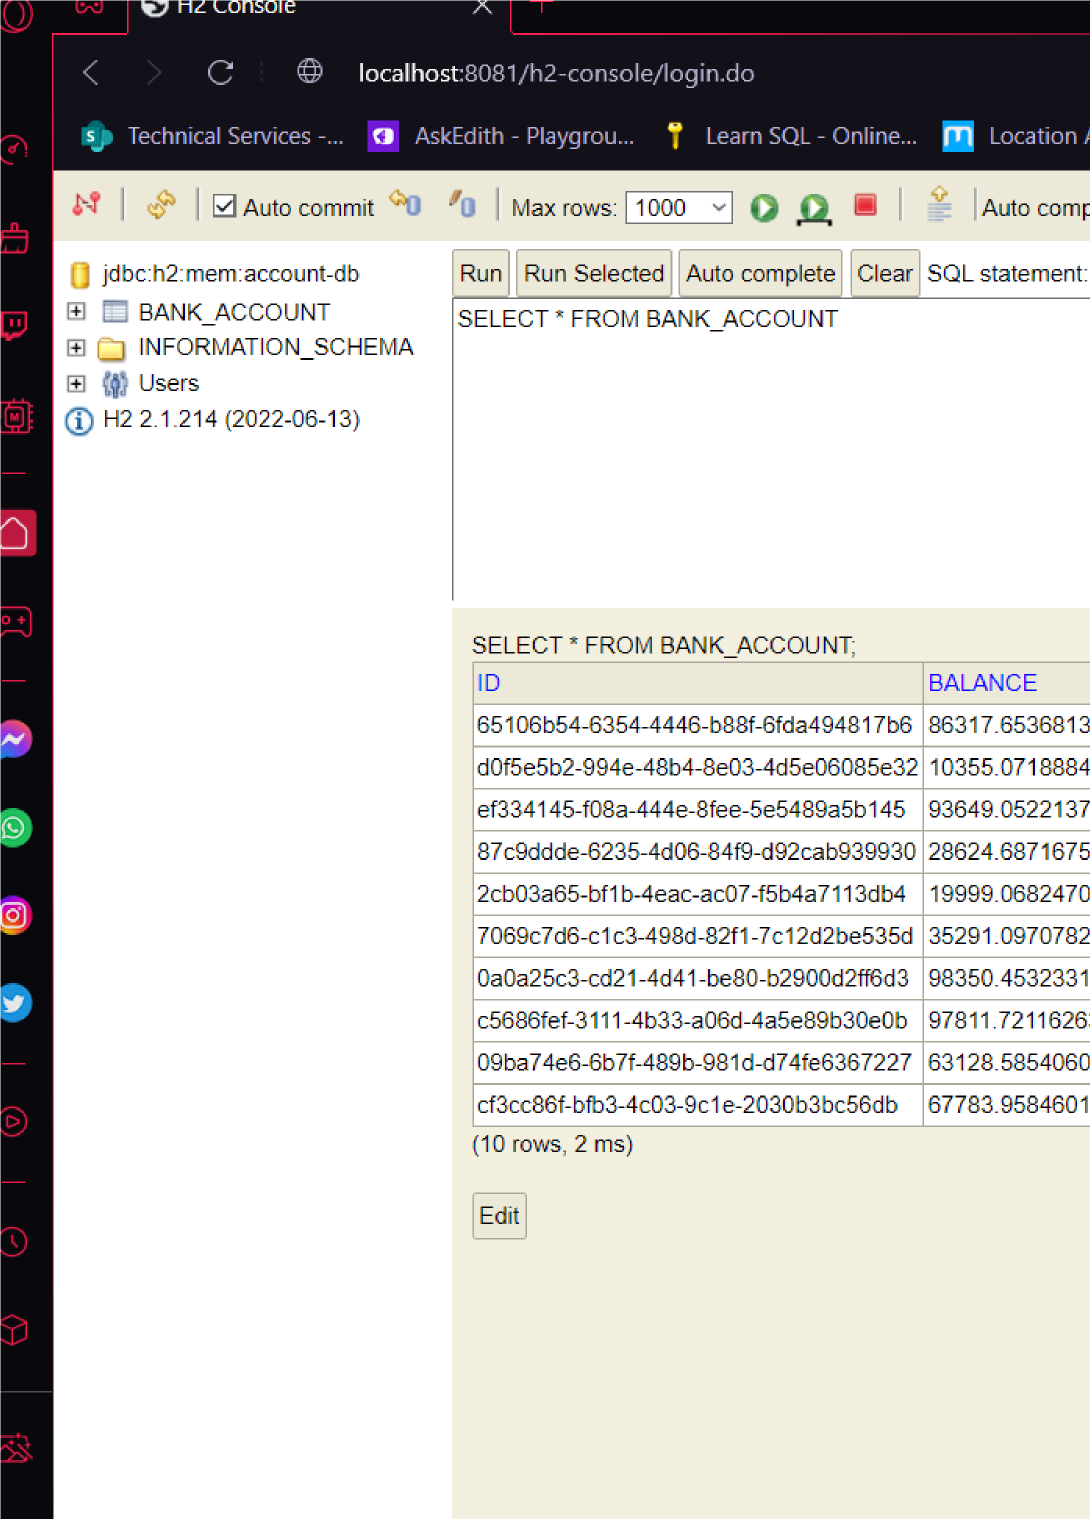 H2 Console
localhost:8081/h2-console/login.do
Technical Services -... AskEdith - Playgrou... Learn SQL - Online... Location
Auto commit Max rows: 1000 Auto comp
jdbc:h2:mem:account-db
BANK_ACCOUNT
INFORMATION_SCHEMA
Users
H2 2.1.214 (2022-06-13)
Run Run Selected Auto complete Clear SQL statement:
SELECT * FROM BANK_ACCOUNT
SELECT * FROM BANK_ACCOUNT;
ID BALANCE
65106b54-6354-4446-b88f-6fda494817b6 86317.6536813
d0f5e5b2-994e-48b4-8e03-4d5e06085e32 10355.0718884
ef334145-f08a-444e-8fee-5e5489a5b145 93649.0522137
87c9ddde-6235-4d06-84f9-d92cab939930 28624.6871675
2cb03a65-bf1b-4eac-ac07-f5b4a7113db4 19999.0682470
7069c7d6-c1c3-498d-82f1-7c12d2be535d 35291.0970782
0a0a25c3-cd21-4d41-be80-b2900d2ff6d3 98350.4532331
c5686fef-3111-4b33-a06d-4a5e89b30e0b 97811.7211626
09ba74e6-6b7f-489b-981d-d74fe6367227 63128.5854060
cf3cc86f-bfb3-4c03-9c1e-2030b3bc56db 67783.9584601
(10 rows, 2 ms)
Edit